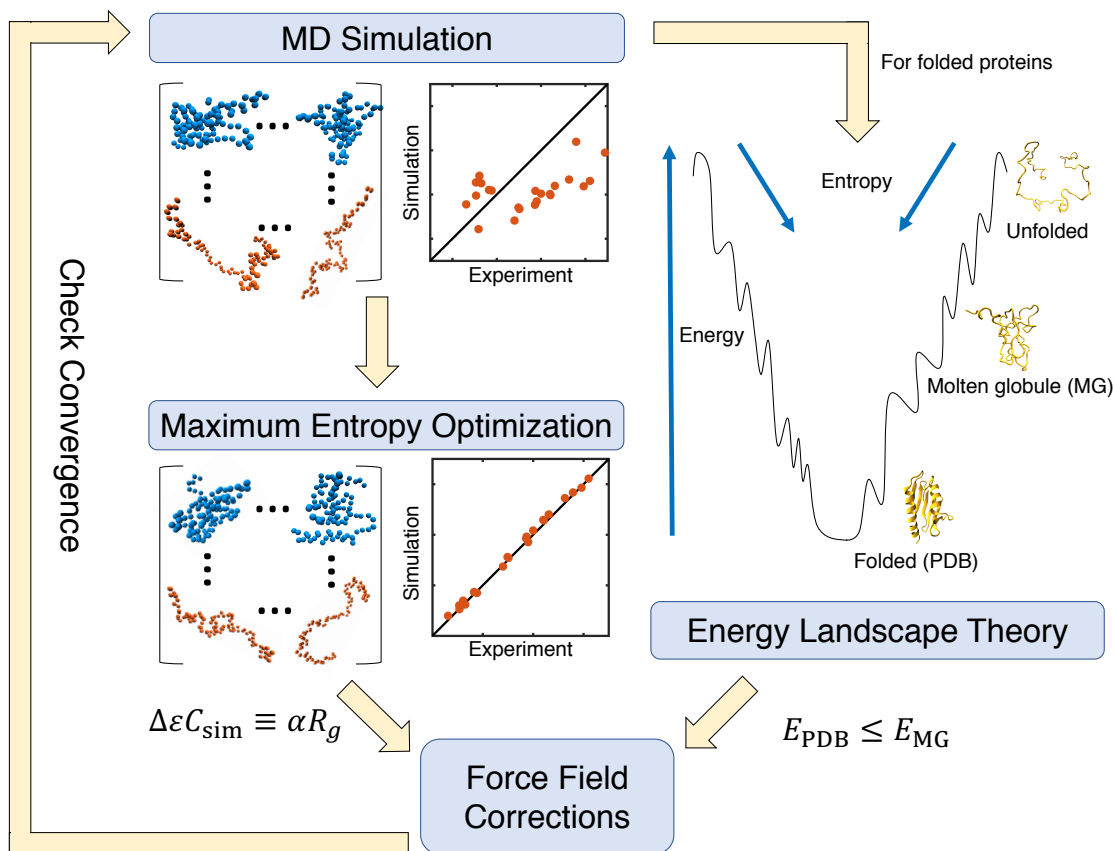 MD Simulation
For folded proteins
Simulation
Experiment
Entropy
Unfolded
Energy
Molten globule (MG)
Folded (PDB)
Check Convergence
Maximum Entropy Optimization
Simulation
Experiment
Energy Landscape Theory
ΔεC_sim ≡ αR_g
E_PDB ≤ E_MG
Force Field
Corrections